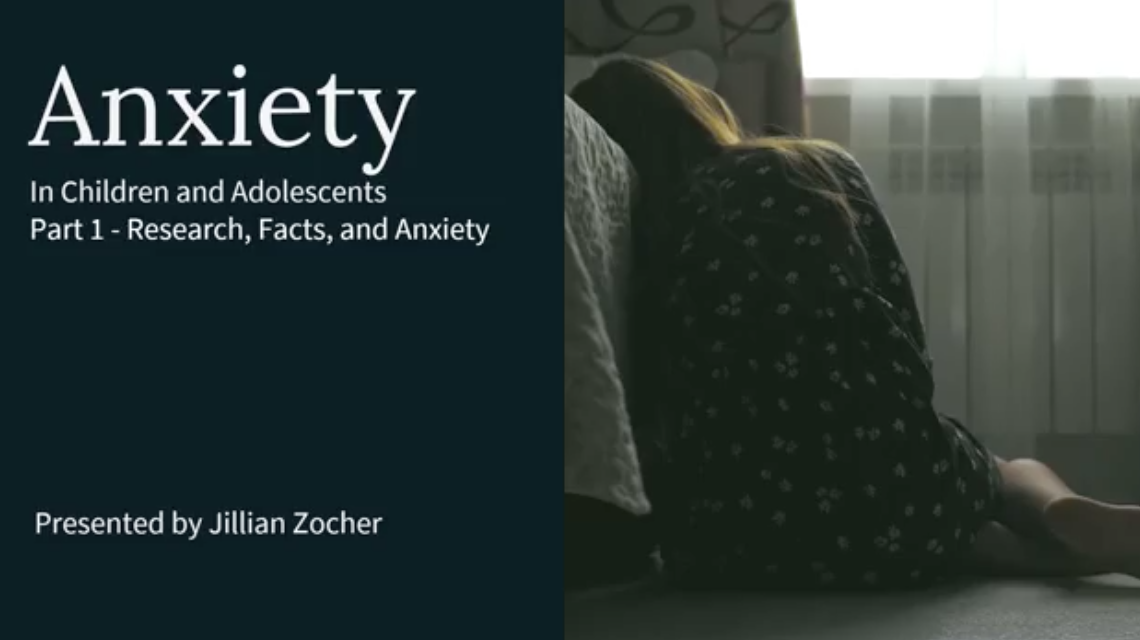 Anxiety
In Children and Adolescents
Part 1 - Research, Facts, and Anxiety
Presented by Jillian Zocher